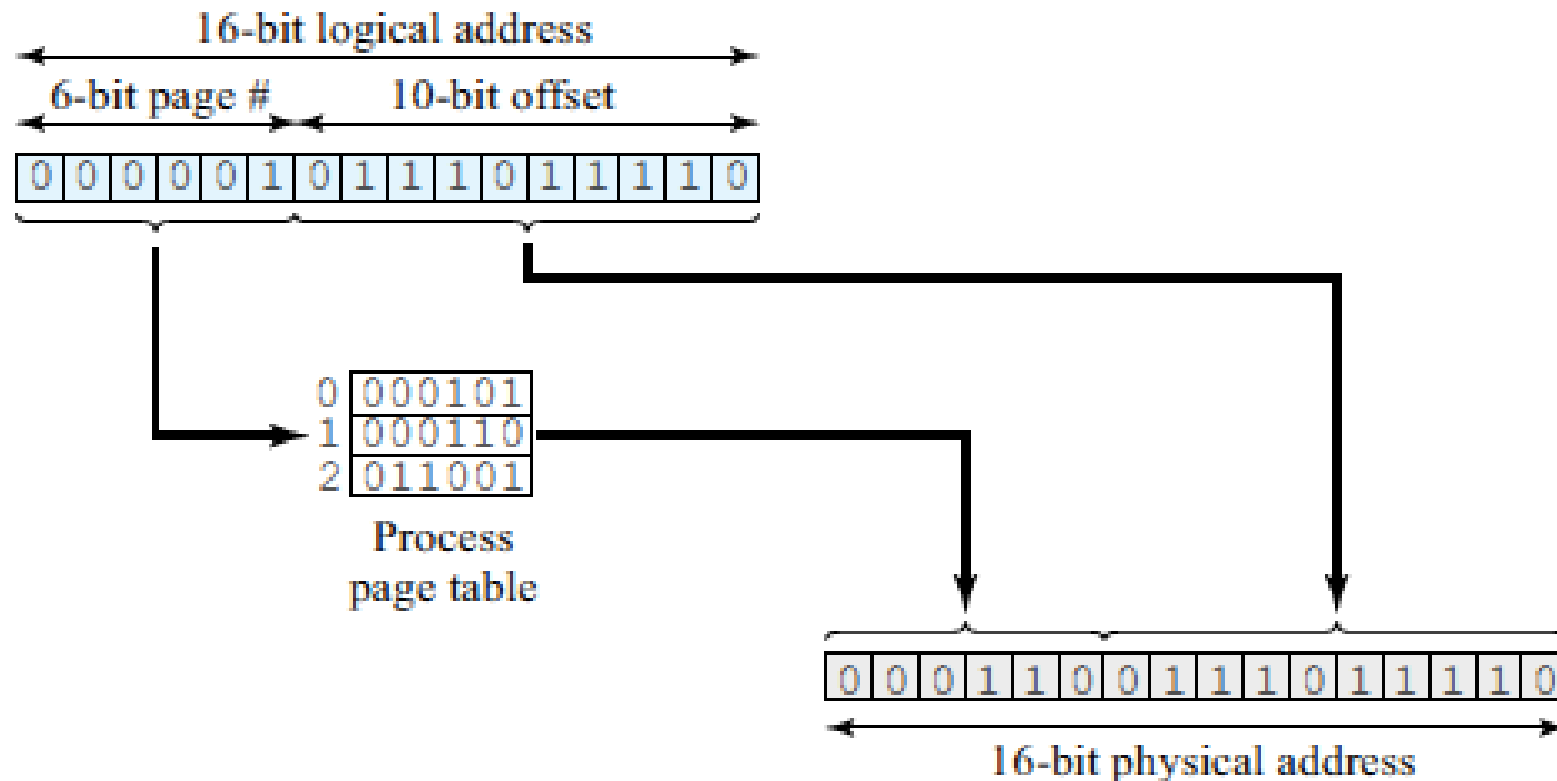 16-bit logical address
6-bit page # 10-bit offset
0 0 0 0 0 1 0 1 1 1 0 1 1 1 1 0
0 000101
1 000110
2 011001
Process
page table
0 0 0 1 1 0 0 1 1 1 0 1 1 1 1 0
16-bit physical address